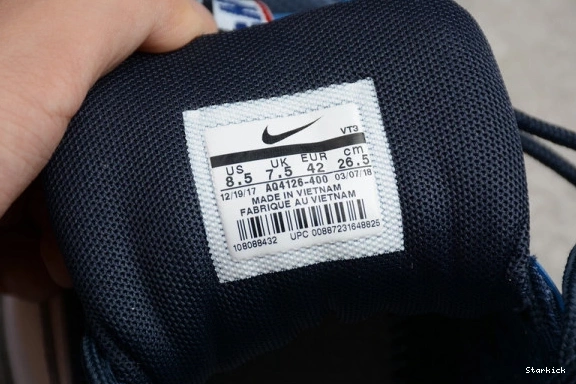 VT3
US UK EUR cm
8.5 7.5 42 26.5
12/19/17 AQ4126-400 03/07/18
MADE IN VIETNAM
FABRIQUE AU VIETNAM
108088432 UPC 00887231648825
Starkick